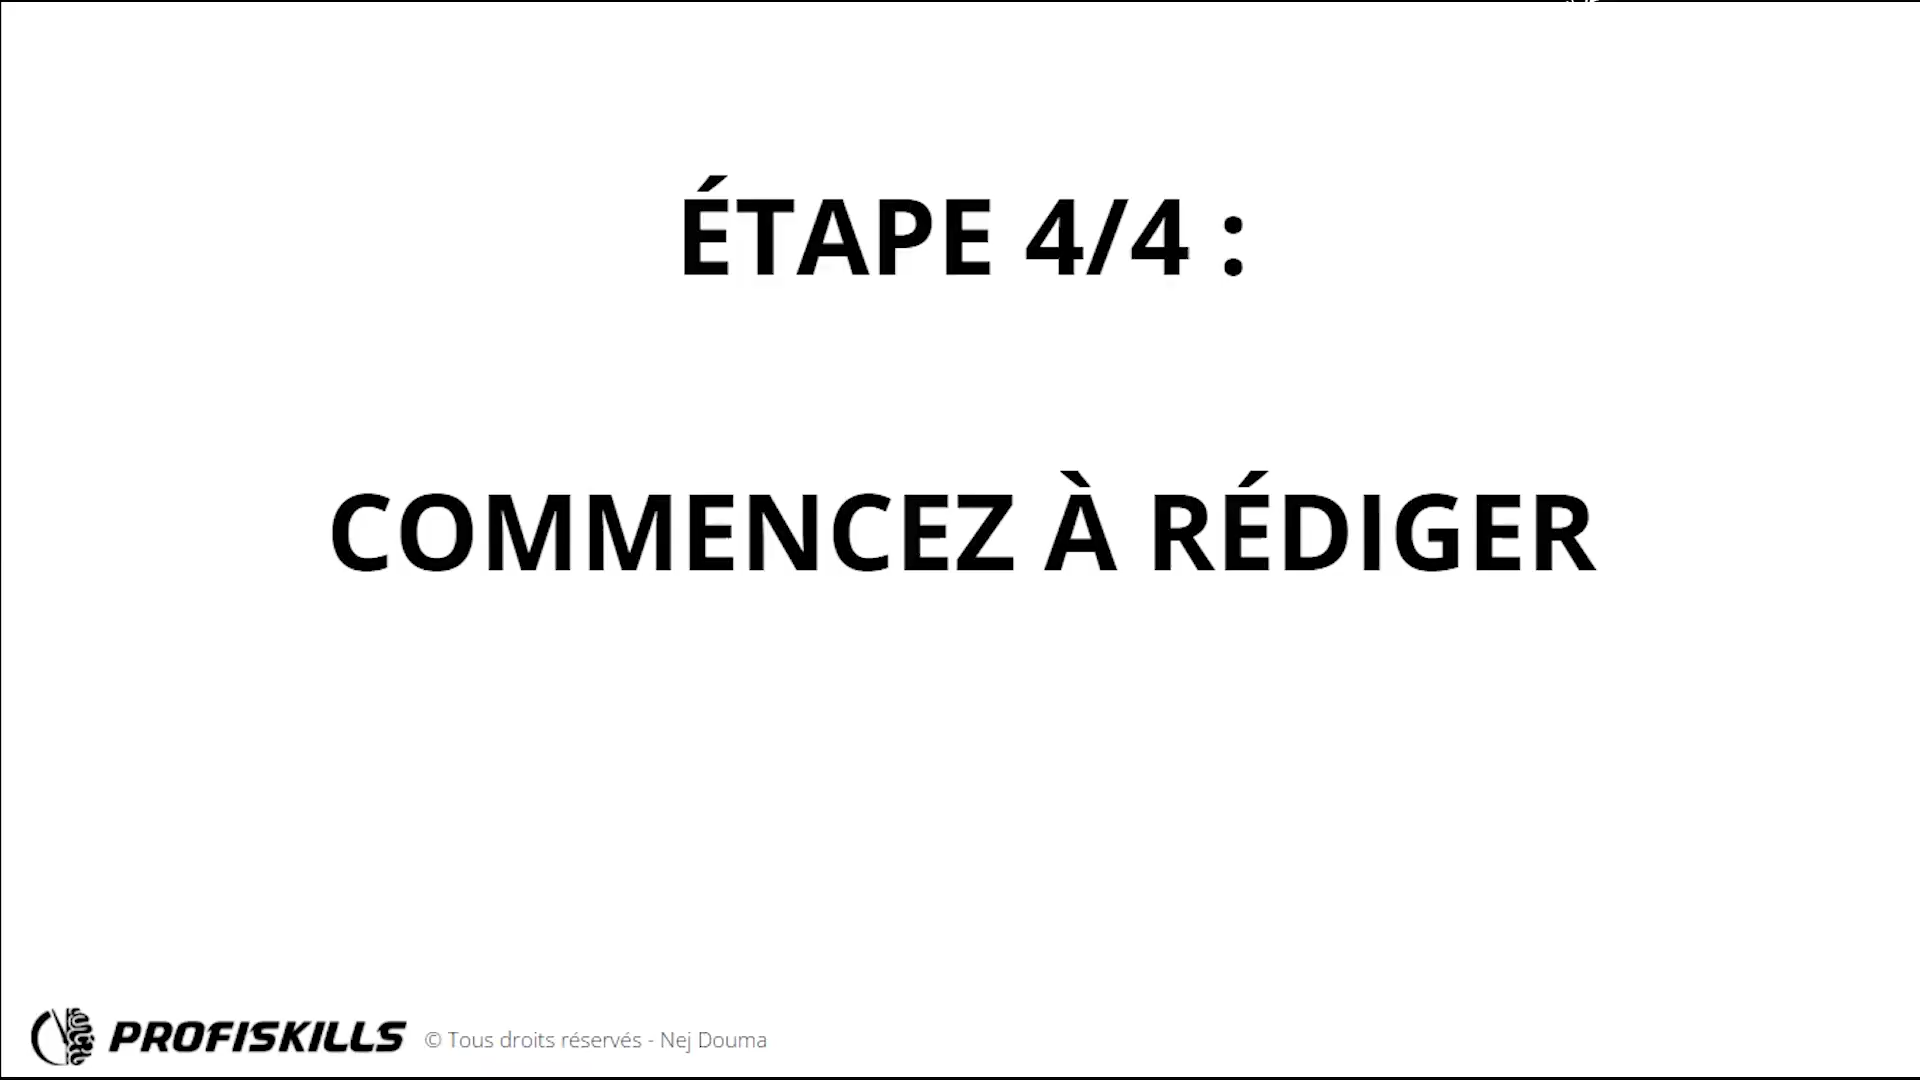 ÉTAPE 4/4 :
COMMENCEZ À RÉDIGER
PROFISKILLS © Tous droits réservés - Nej Douma